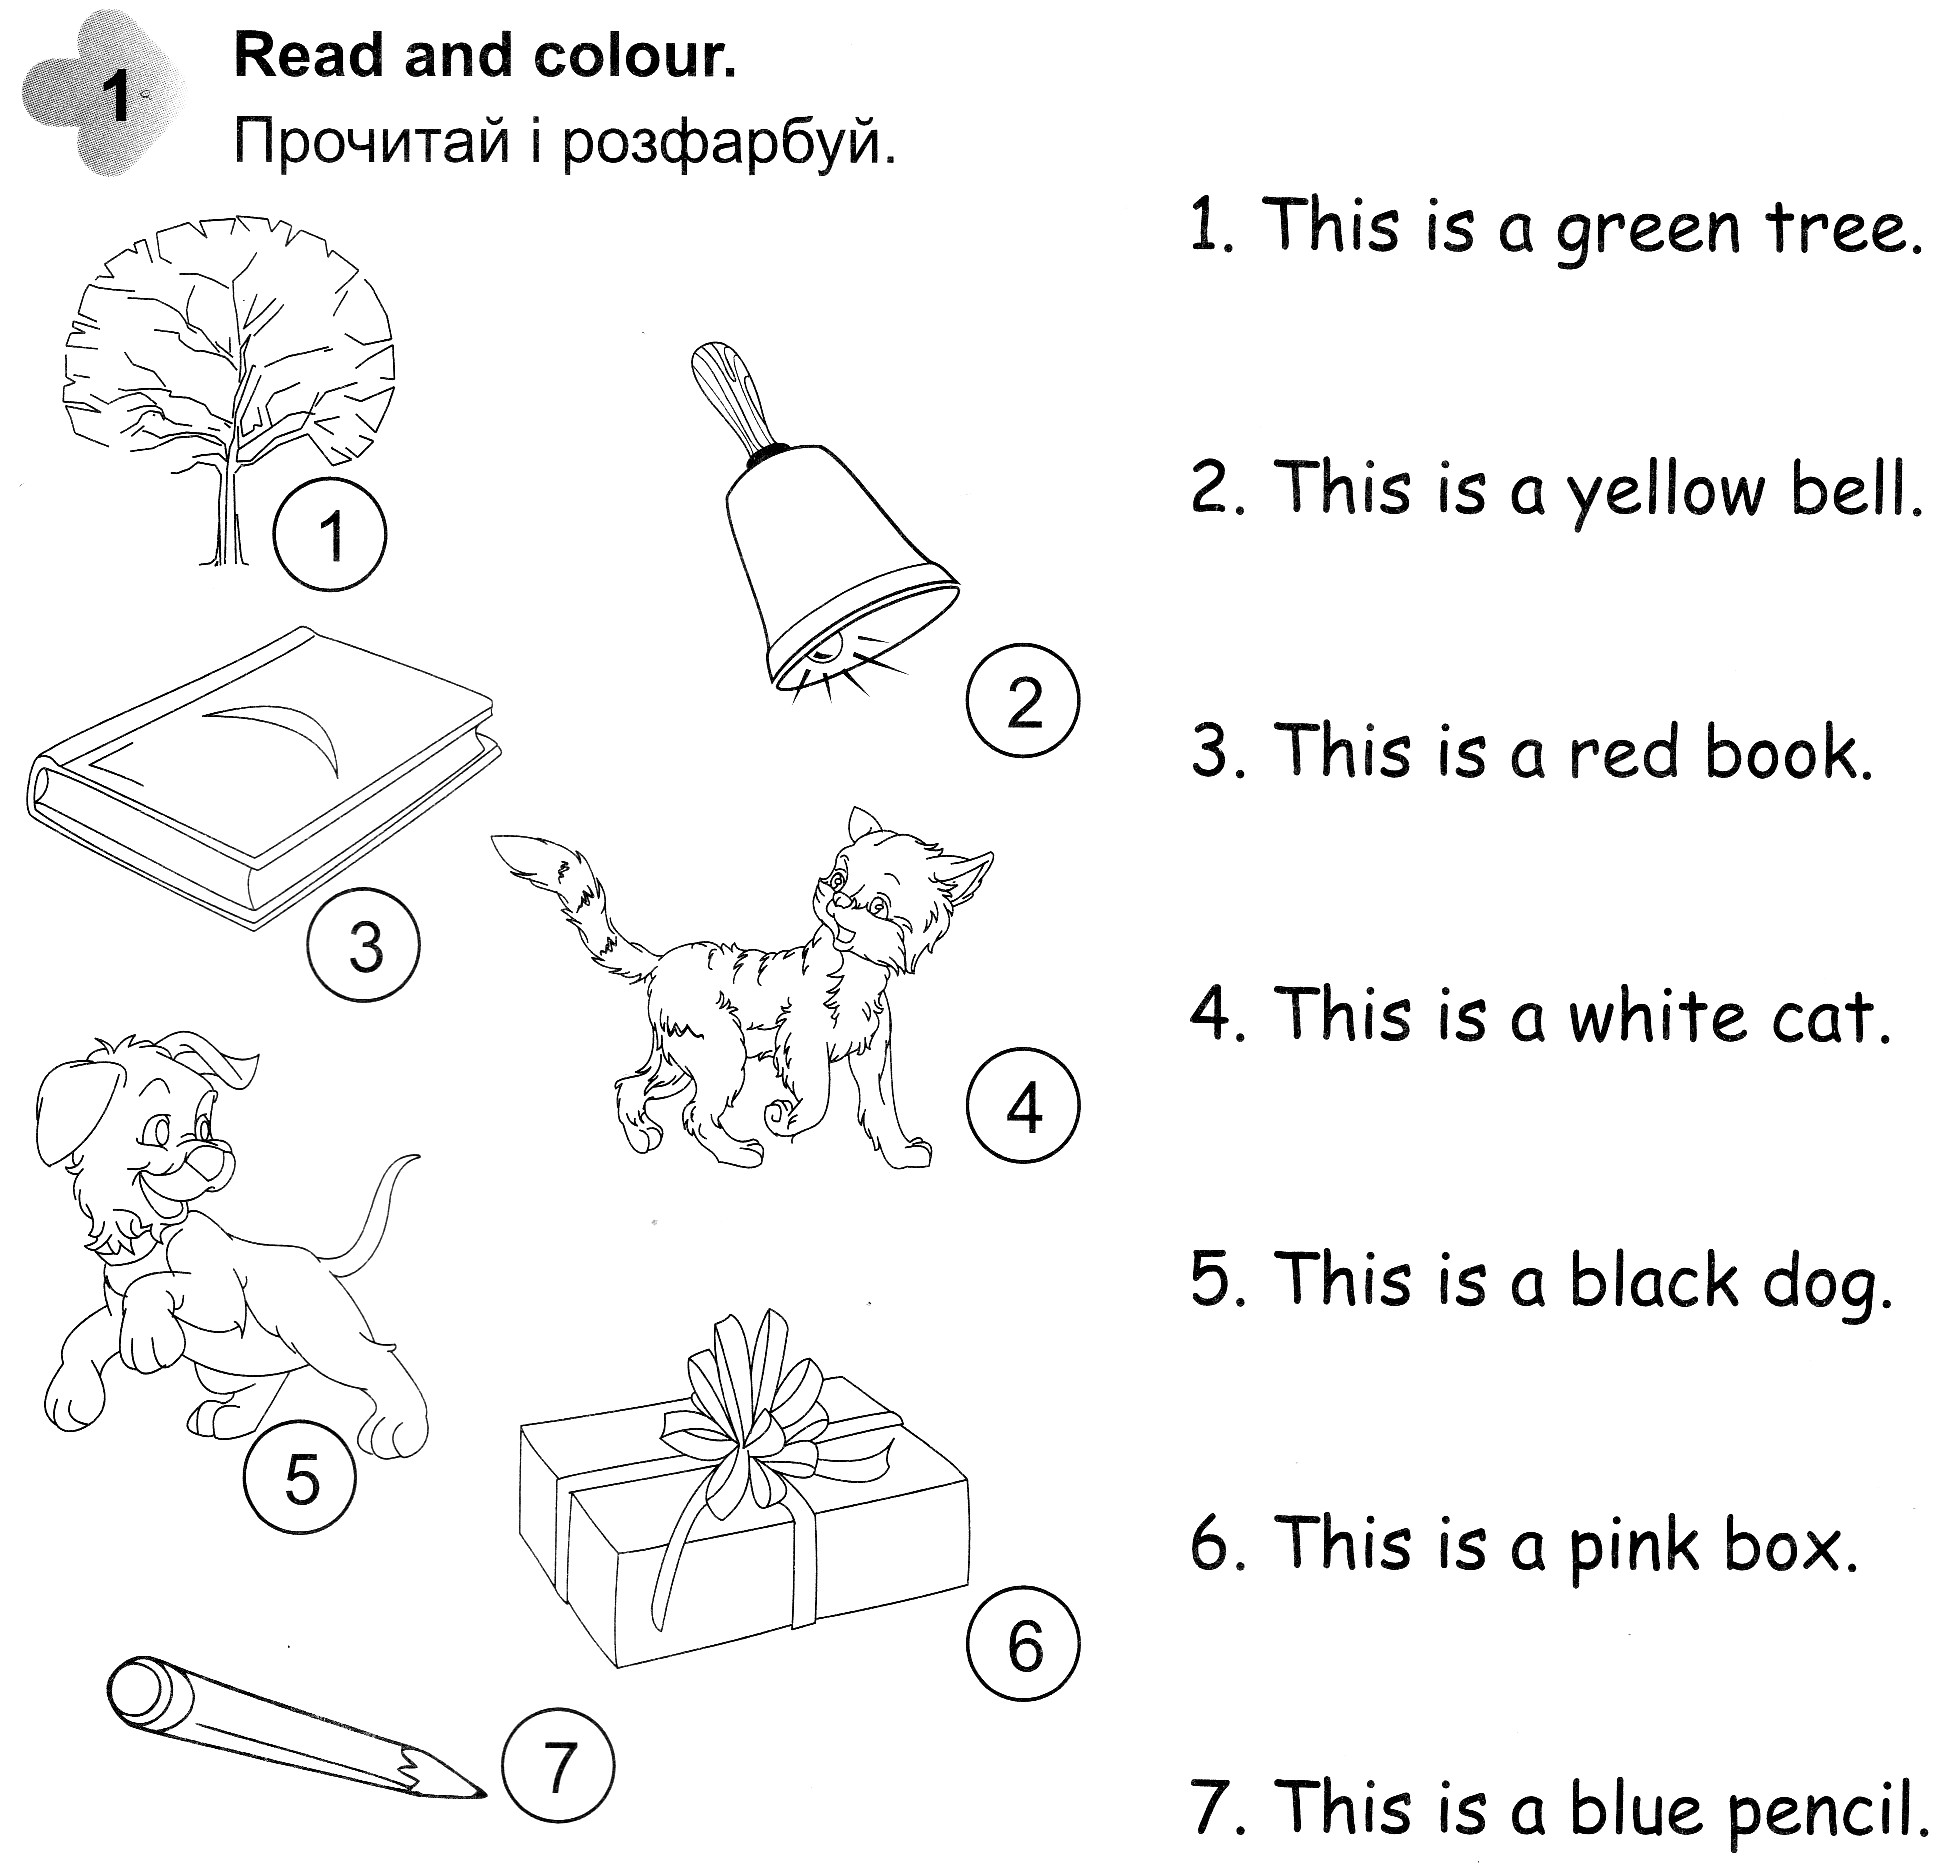 1
Read and colour.
Прочитай і розфарбуй.
1
2
3
4
5
6
7
1. This is a green tree.
2. This is a yellow bell.
3. This is a red book.
4. This is a white cat.
5. This is a black dog.
6. This is a pink box.
7. This is a blue pencil.